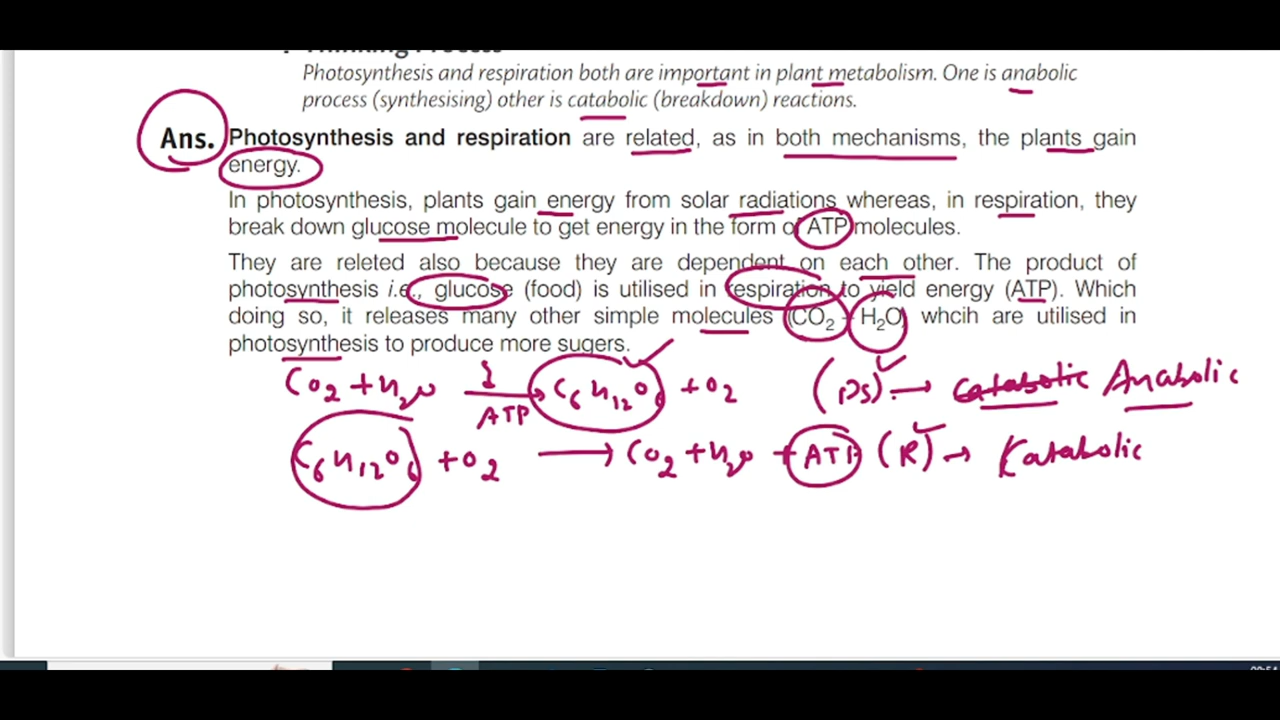 Thinking Process
Photosynthesis and respiration both are important in plant metabolism. One is anabolic
process (synthesising) other is catabolic (breakdown) reactions.
Ans. Photosynthesis and respiration are related, as in both mechanisms, the plants gain
energy.
In photosynthesis, plants gain energy from solar radiations whereas, in respiration, they
break down glucose molecule to get energy in the form of ATP molecules.
They are releted also because they are dependent on each other. The product of
photosynthesis i.e., glucose (food) is utilised in respiration to yield energy (ATP). Which
doing so, it releases many other simple molecules (CO2 + H2O) whcih are utilised in
photosynthesis to produce more sugers.
CO2 + H2O ATP → C6H12O6 + O2 (PS) → Catabolic Anabolic
C6H12O6 + O2 → CO2 + H2O + ATP (R) → Catabolic